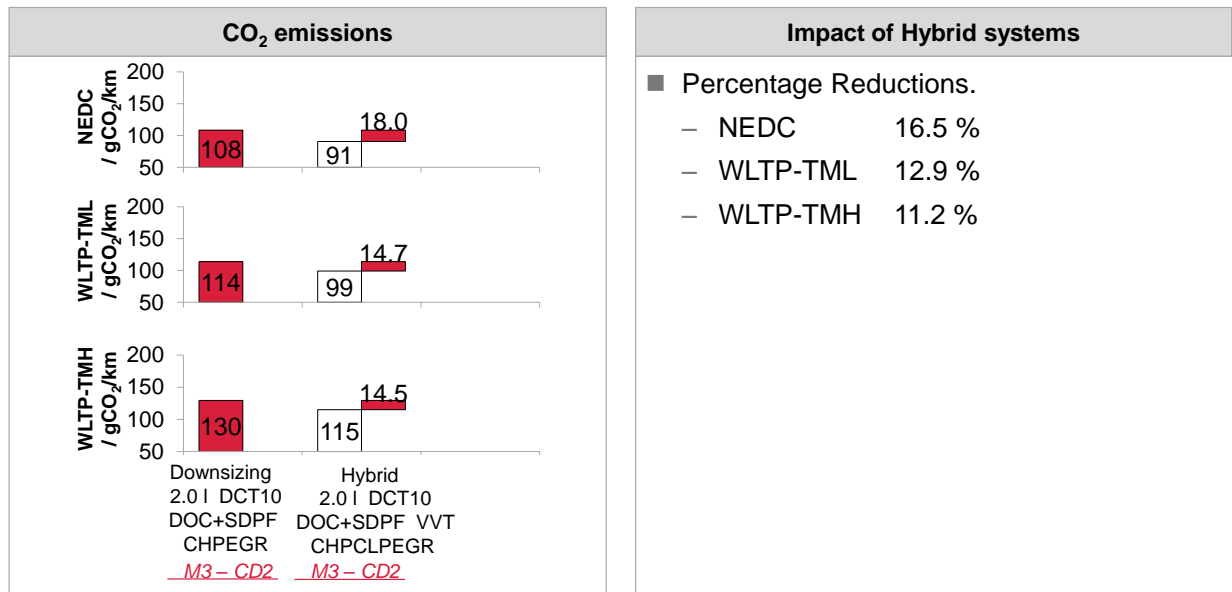 CO2 emissions
200
150
100
50
NEDC
/ gCO2/km
108
91
18.0
200
150
100
50
WLTP-TML
/ gCO2/km
114
99
14.7
200
150
100
50
WLTP-TMH
/ gCO2/km
130
115
14.5
Downsizing
2.0 l DCT10
DOC+SDPF
CHPEGR
M3 – CD2
Hybrid
2.0 l DCT10
DOC+SDPF VVT
CHPCLPEGR
M3 – CD2
Impact of Hybrid systems
■ Percentage Reductions.
– NEDC 16.5 %
– WLTP-TML 12.9 %
– WLTP-TMH 11.2 %